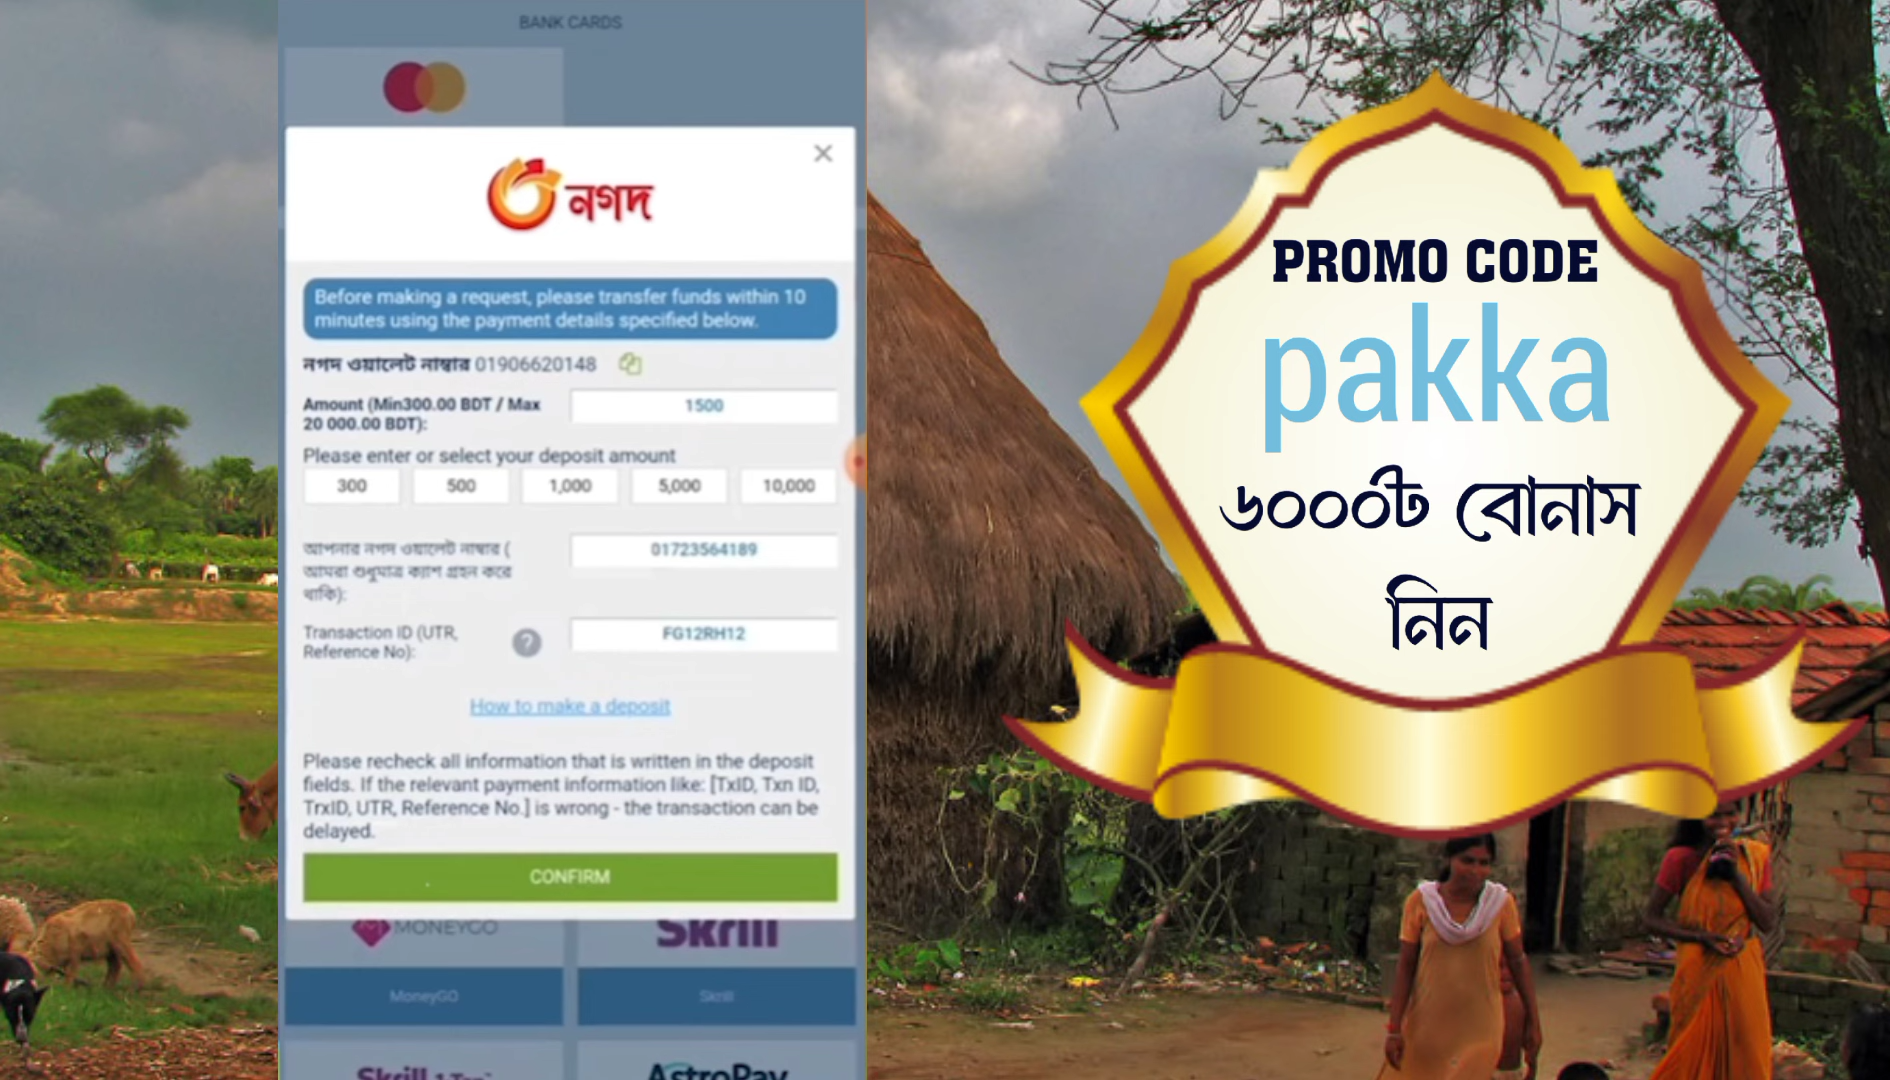 BANK CARDS
নগদ
Before making a request, please transfer funds within 10
minutes using the payment details specified below.
নগদ ওয়ালেট নাম্বার 01906620148
Amount (Min300.00 BDT / Max
20 000.00 BDT):
1500
Please enter or select your deposit amount
300
500
1,000
5,000
10,000
আপনার নগদ ওয়ালেট নাম্বার (
আমরা শুধুমাত্র ক্যাশ গ্রহন করে
থাকি):
01723564189
Transaction ID (UTR,
Reference No):
?
FG12RH12
How to make a deposit
Please recheck all information that is written in the deposit
fields. If the relevant payment information like: [TxID, Txn ID,
TrxID, UTR, Reference No.] is wrong - the transaction can be
delayed.
CONFIRM
MONEYGO
Skrill
MoneyGO
Skrill
Skrill 1-Tap
AstroPay
PROMO CODE
pakka
৬০০০৳ বোনাস
নিন